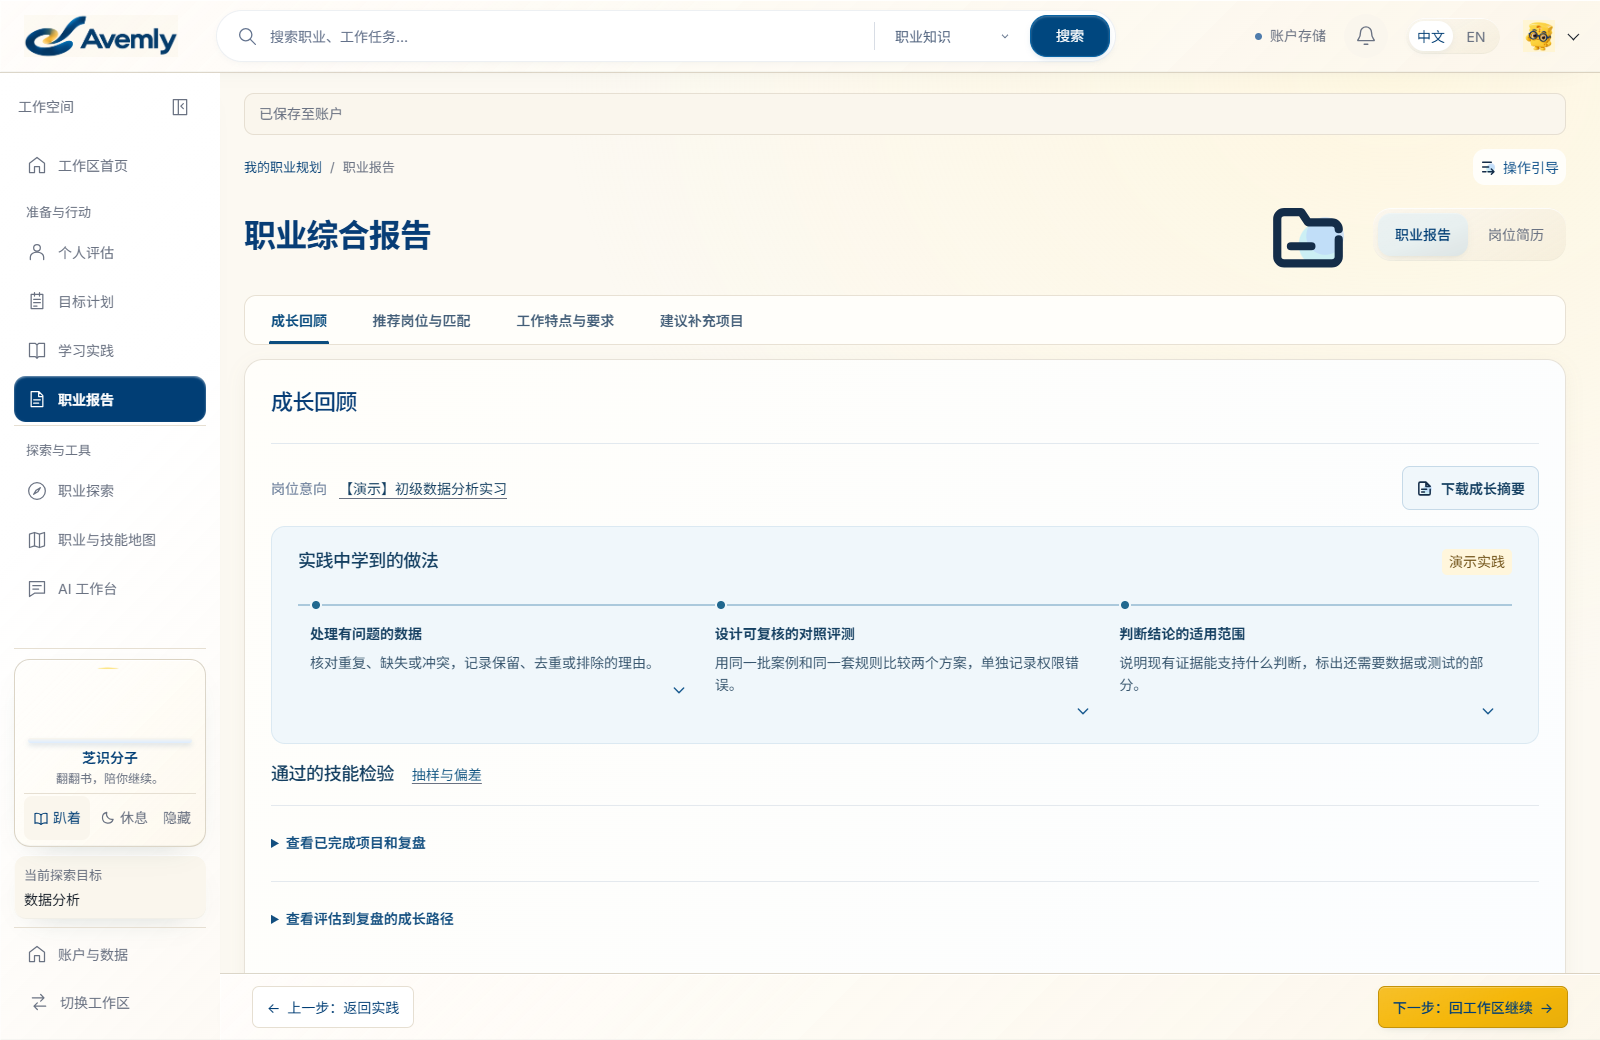 Avemly
搜索职业、工作任务...
职业知识
搜索
账户存储
中文
EN
工作空间
工作区首页
准备与行动
个人评估
目标计划
学习实践
职业报告
探索与工具
职业探索
职业与技能地图
AI 工作台
芝识分子
翻翻书，陪你继续。
趴着
休息
隐藏
当前探索目标
数据分析
账户与数据
切换工作区
已保存至账户
我的职业规划 / 职业报告
操作引导
职业综合报告
职业报告
岗位简历
成长回顾
推荐岗位与匹配
工作特点与要求
建议补充项目
成长回顾
岗位意向 【演示】初级数据分析实习
下载成长摘要
实践中学到的做法
演示实践
处理有问题的数据
核对重复、缺失或冲突，记录保留、去重或排除的理由。
设计可复核的对照评测
用同一批案例和同一套规则比较两个方案，单独记录权限错
误。
判断结论的适用范围
说明现有证据能支持什么判断，标出还需要数据或测试的部
分。
通过的技能检验 抽样与偏差
▶ 查看已完成项目和复盘
▶ 查看评估到复盘的成长路径
← 上一步：返回实践
下一步：回工作区继续 →